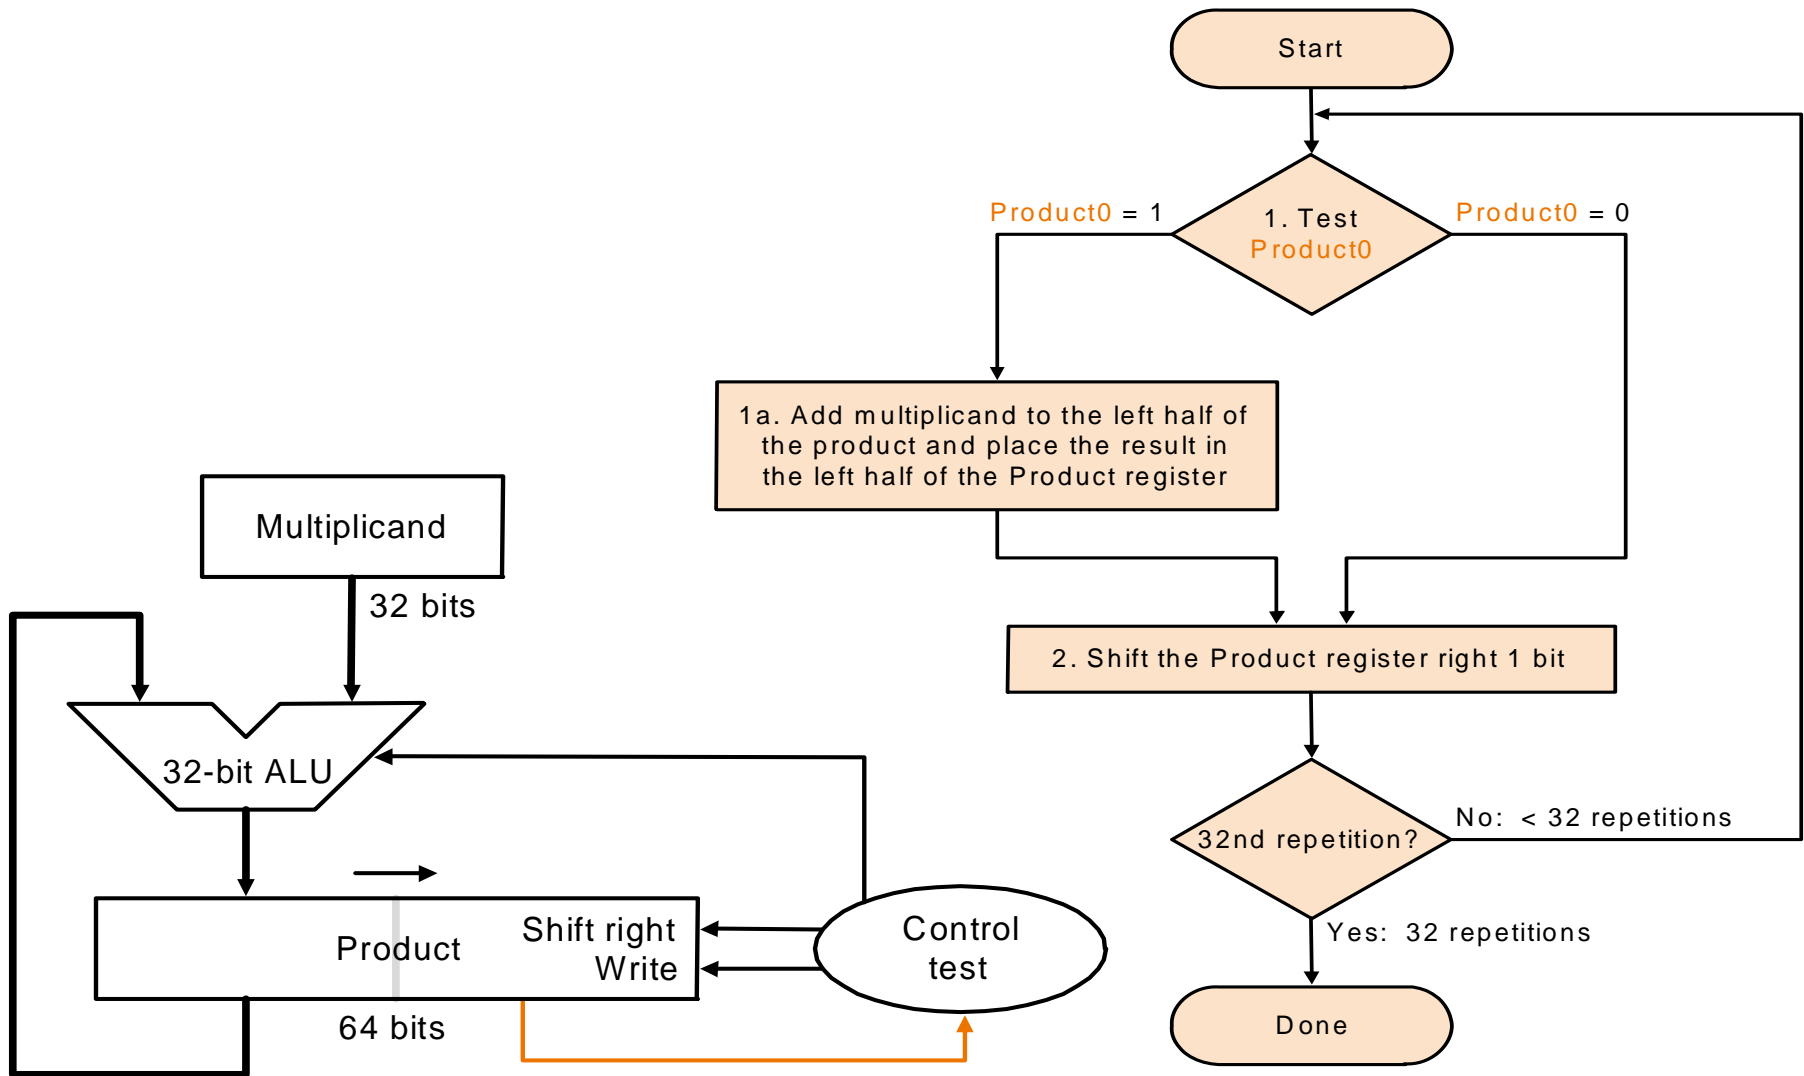 Start
Product0 = 1
Product0 = 0
1. Test
Product0
1a. Add multiplicand to the left half of
the product and place the result in
the left half of the Product register
Multiplicand
32 bits
2. Shift the Product register right 1 bit
32-bit ALU
32nd repetition?
No: < 32 repetitions
Product
Shift right
Write
Control
test
Yes: 32 repetitions
64 bits
Done